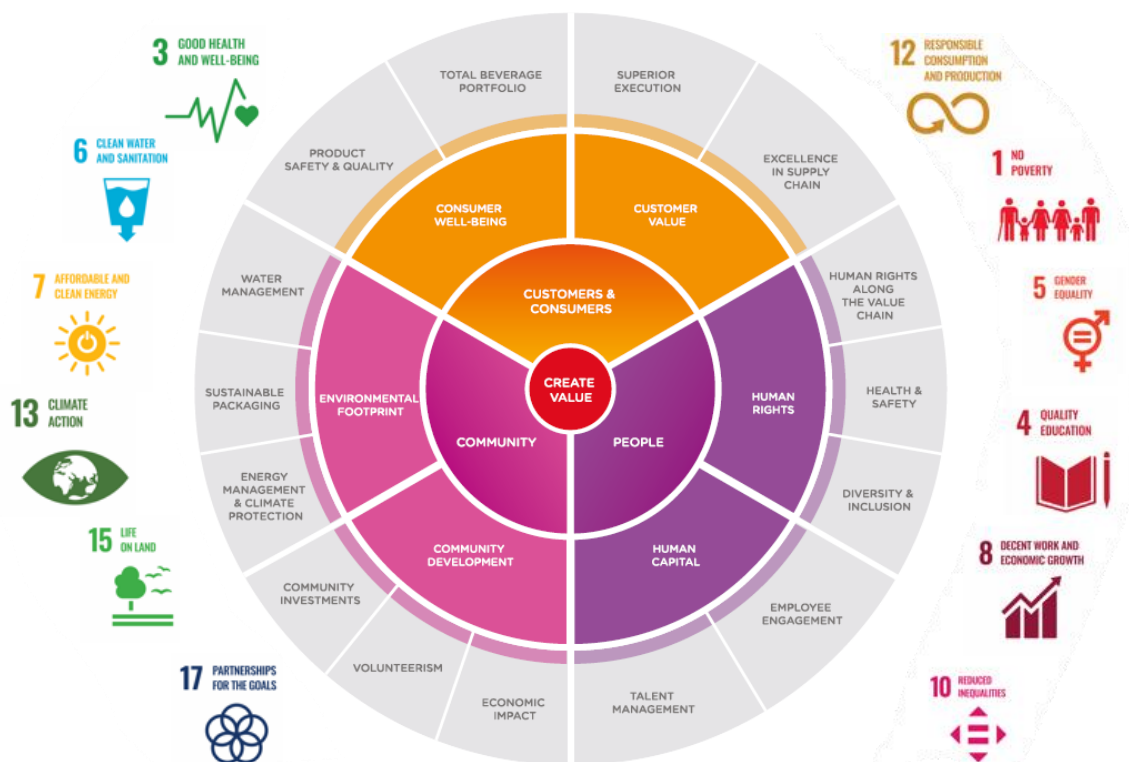 3 GOOD HEALTH
AND WELL-BEING
6 CLEAN WATER
AND SANITATION
7 AFFORDABLE AND
CLEAN ENERGY
13 CLIMATE
ACTION
15 LIFE
ON LAND
17 PARTNERSHIPS
FOR THE GOALS
TOTAL BEVERAGE
PORTFOLIO
SUPERIOR
EXECUTION
PRODUCT
SAFETY & QUALITY
EXCELLENCE
IN SUPPLY
CHAIN
WATER
MANAGEMENT
HUMAN RIGHTS
ALONG
THE VALUE
CHAIN
SUSTAINABLE
PACKAGING
HEALTH &
SAFETY
ENERGY
MANAGEMENT
& CLIMATE
PROTECTION
DIVERSITY &
INCLUSION
COMMUNITY
INVESTMENTS
EMPLOYEE
ENGAGEMENT
VOLUNTEERISM
ECONOMIC
IMPACT
TALENT
MANAGEMENT
CONSUMER
WELL-BEING
CUSTOMER
VALUE
ENVIRONMENTAL
FOOTPRINT
HUMAN
RIGHTS
COMMUNITY
DEVELOPMENT
HUMAN
CAPITAL
CUSTOMERS &
CONSUMERS
CREATE
VALUE
COMMUNITY
PEOPLE
12 RESPONSIBLE
CONSUMPTION
AND PRODUCTION
1 NO
POVERTY
5 GENDER
EQUALITY
4 QUALITY
EDUCATION
8 DECENT WORK AND
ECONOMIC GROWTH
10 REDUCED
INEQUALITIES